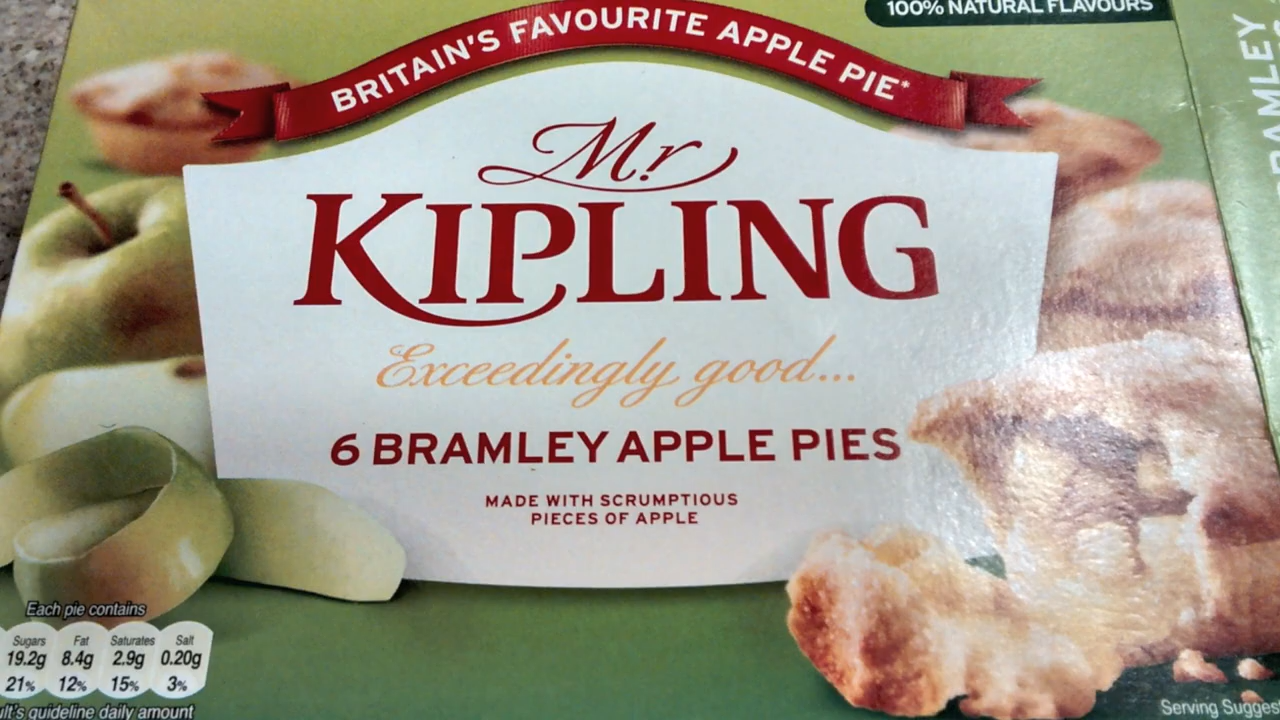 100% NATURAL FLAVOURS
BRITAIN'S FAVOURITE APPLE PIE*
Mr.
KIPLING
Exceedingly good...
6 BRAMLEY APPLE PIES
MADE WITH SCRUMPTIOUS
PIECES OF APPLE
Each pie contains
Sugars Fat Saturates Salt
19.2g 8.4g 2.9g 0.20g
21% 12% 15% 3%
guideline daily amount
Serving
BRAMLEY